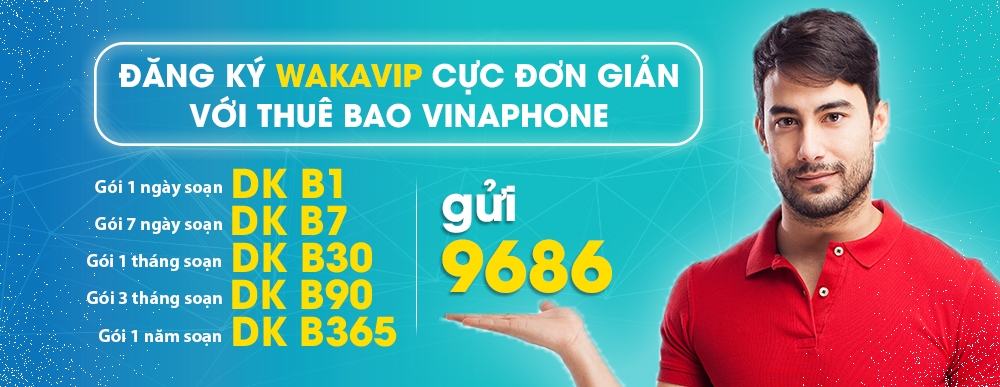 ĐĂNG KÝ WAKAVIP CỰC ĐƠN GIẢN
VỚI THUÊ BAO VINAPHONE
Gói 1 ngày soạn DK B1
Gói 7 ngày soạn DK B7
Gói 1 tháng soạn DK B30
Gói 3 tháng soạn DK B90
Gói 1 năm soạn DK B365
gửi
9686